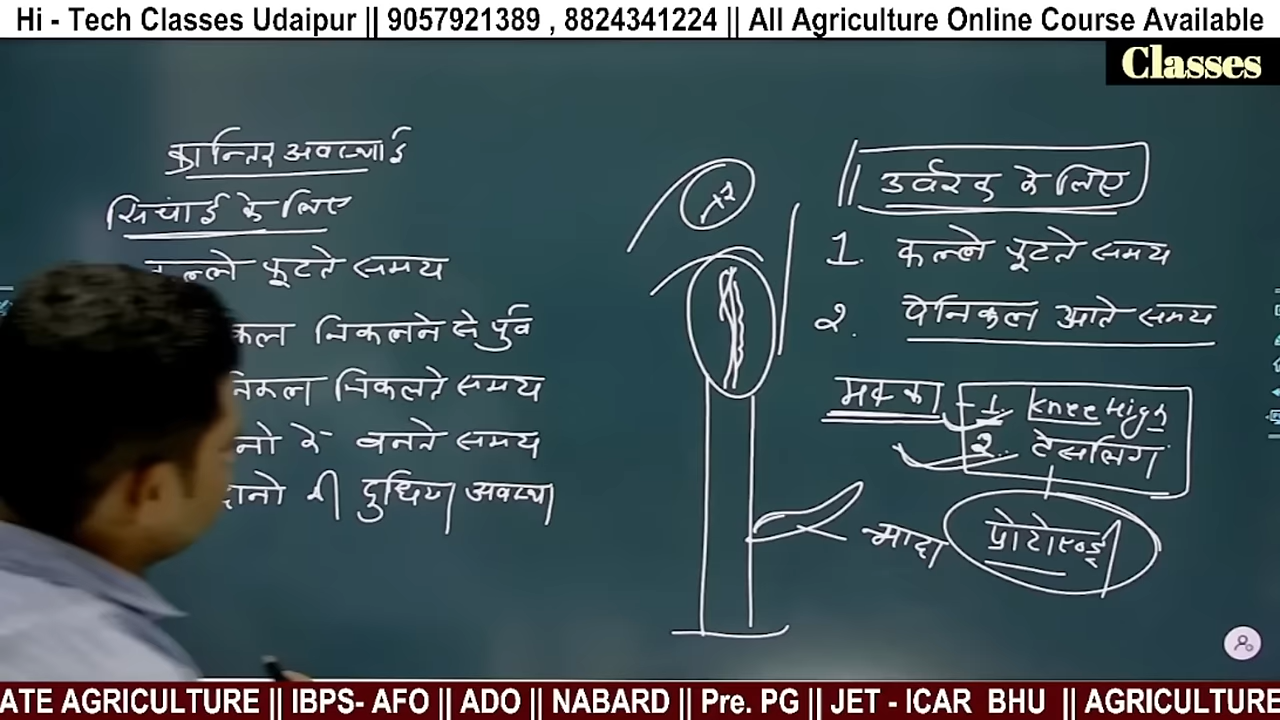 Hi - Tech Classes Udaipur || 9057921389 , 8824341224 || All Agriculture Online Course Available
Classes
क्रान्तिर अवस्थाई
सिचांई के लिए
कल्ले फूटते समय
निकलने से पुर्व
निकलते समय
बनते समय
दानो की दुधिया अवस्था
उर्वरक के लिए
1. कल्ले फूटते समय
2. पेनिकल आते समय
मक्का
1. Knee High
2. टेसलिंग
मादा
प्रोटोएन्ड्री
ATE AGRICULTURE || IBPS- AFO || ADO || NABARD || Pre. PG || JET - ICAR BHU || AGRICULTURE